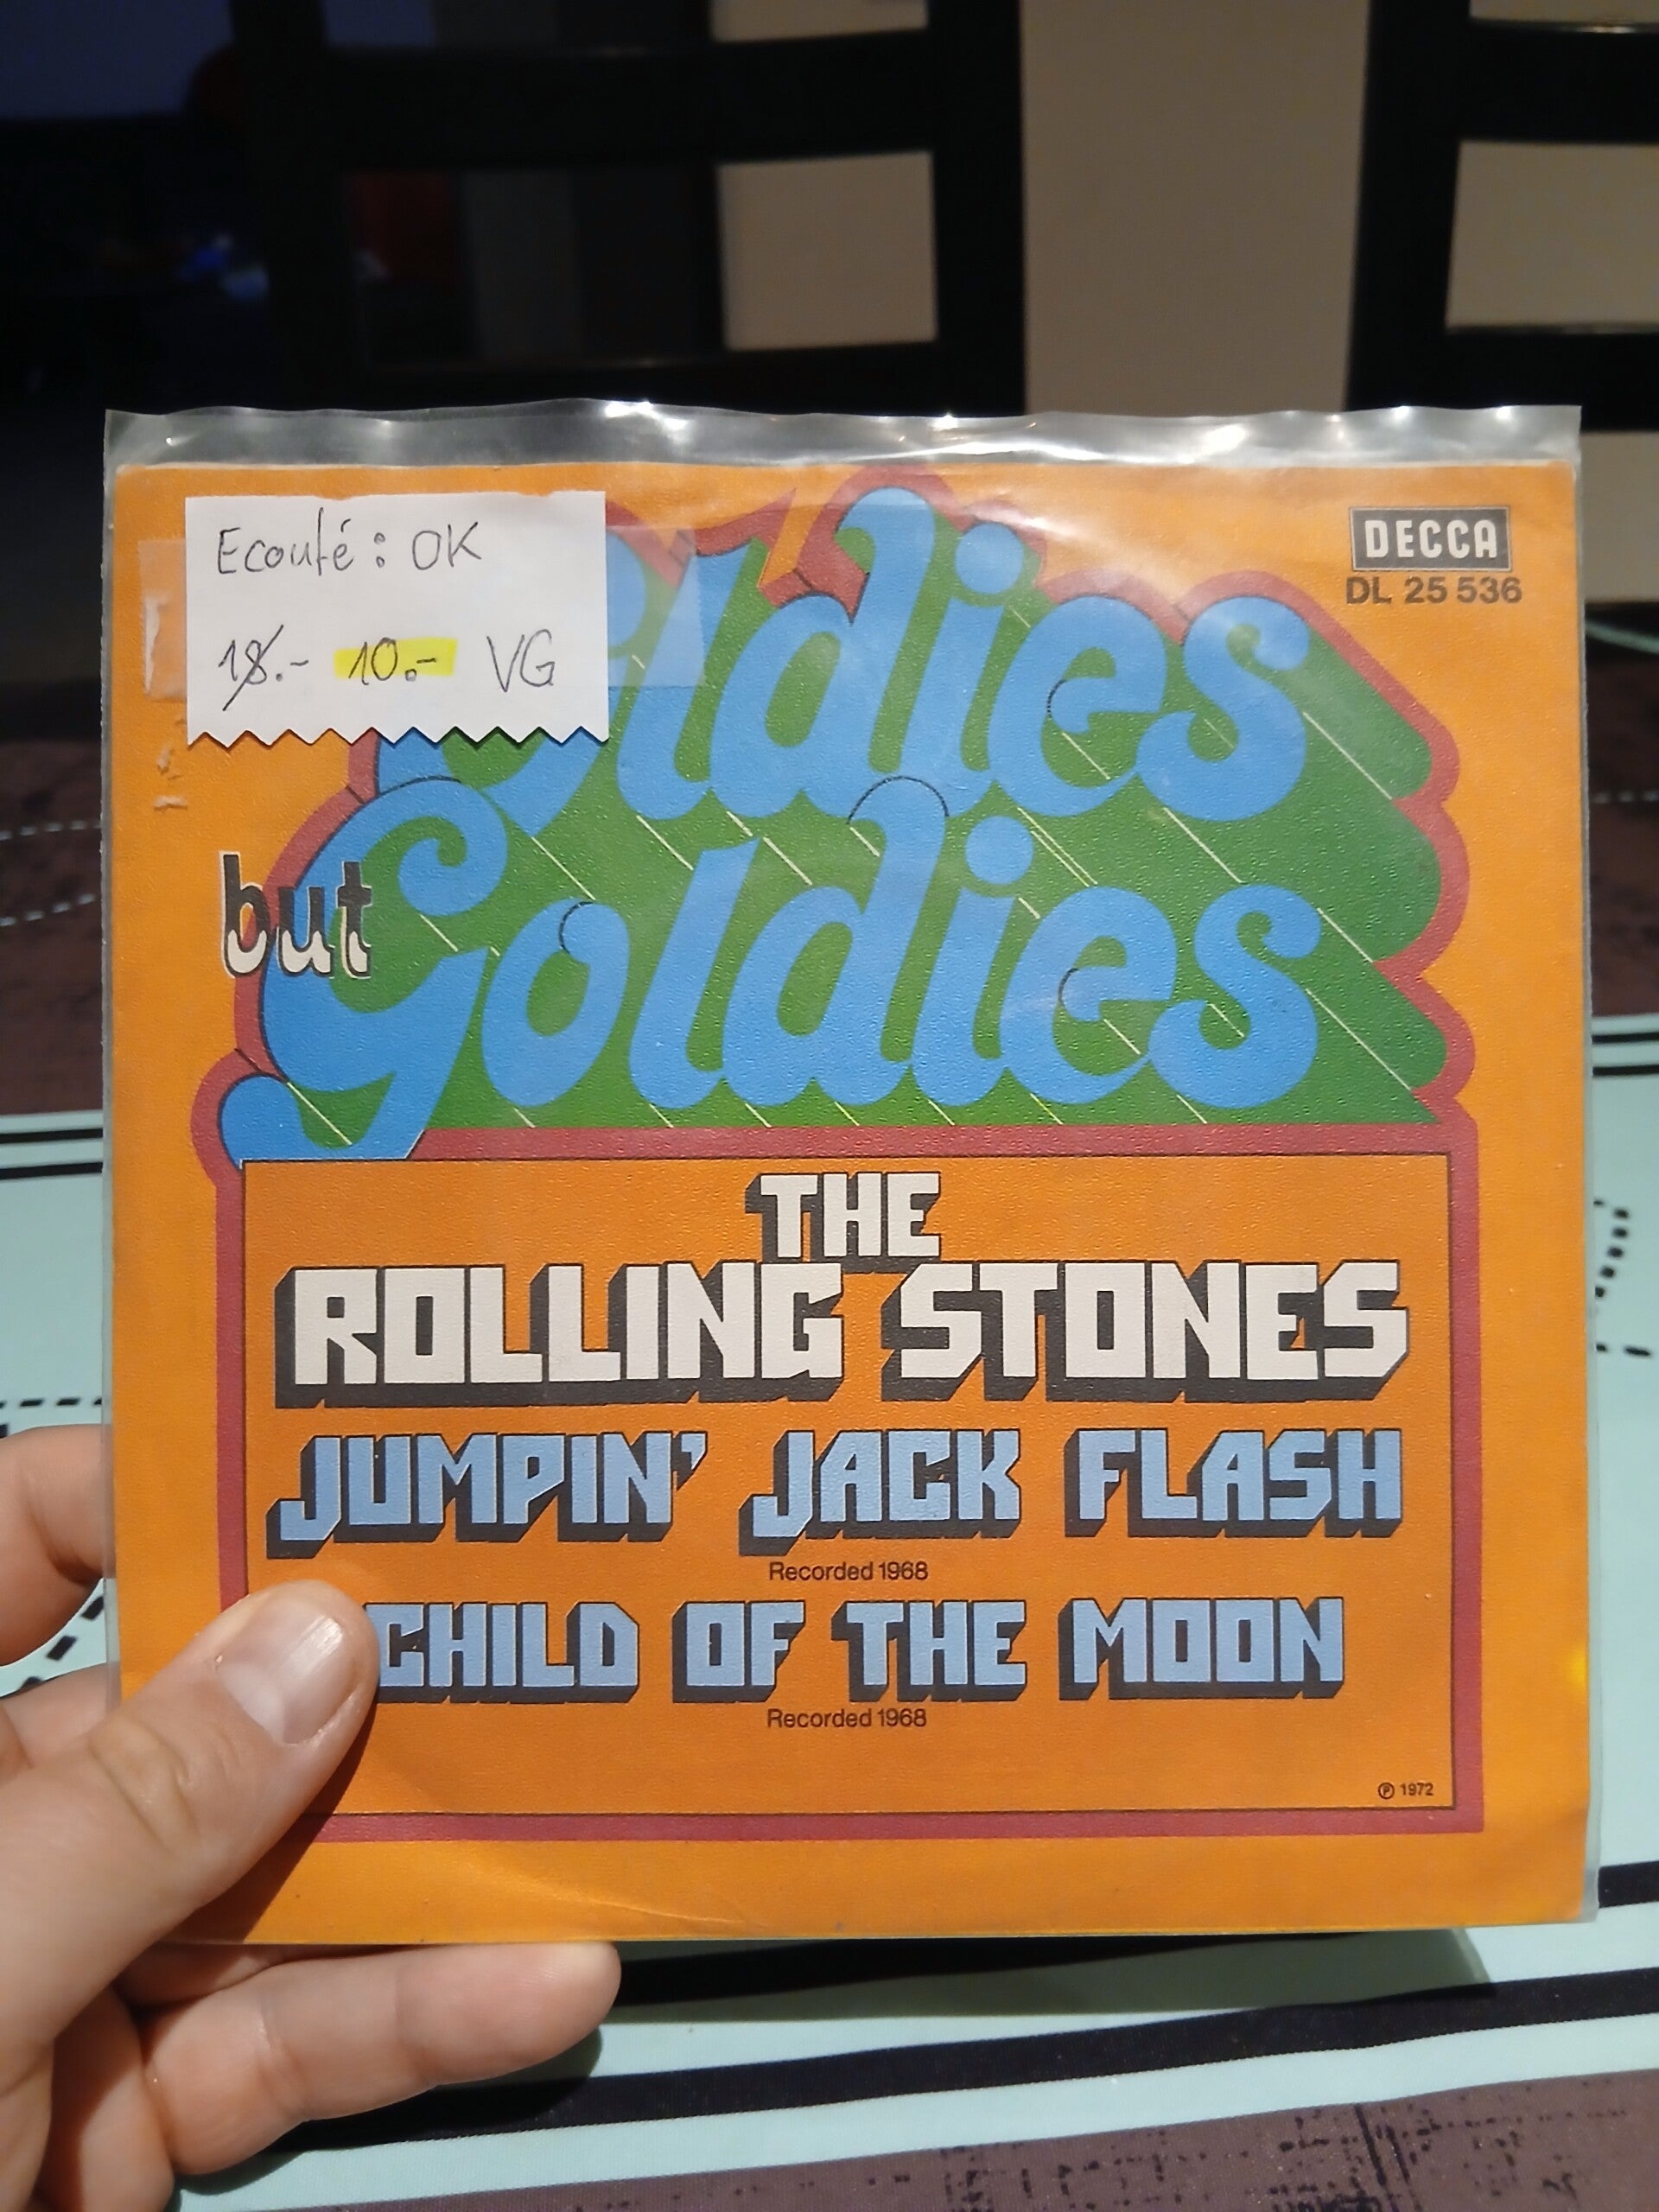 Ecouté : OK
18.- 10.- VG
DECCA
DL 25 536
Oldies
but
Goldies
THE
ROLLING STONES
JUMPIN' JACK FLASH
Recorded 1968
CHILD OF THE MOON
Recorded 1968
℗ 1972